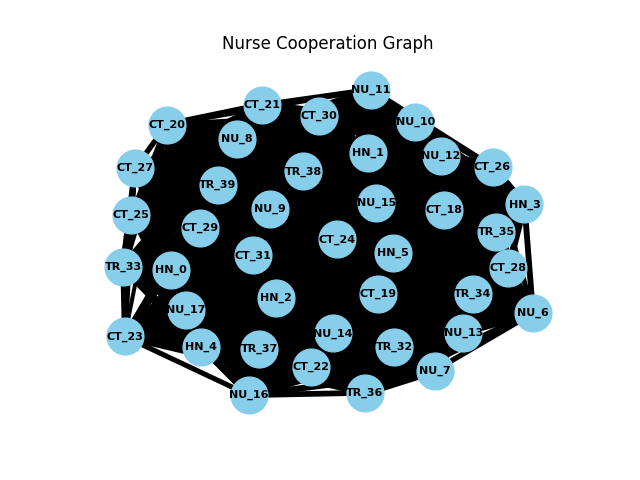 Nurse Cooperation Graph
NU_11
CT_21
CT_30
NU_10
CT_20
NU_8
HN_1
NU_12
CT_26
CT_27
TR_38
TR_39
NU_15
HN_3
NU_9
CT_18
CT_25
CT_29
TR_35
CT_24
CT_31
HN_5
TR_33
HN_0
CT_28
HN_2
CT_19
TR_34
NU_17
NU_6
CT_23
NU_14
NU_13
HN_4
TR_37
TR_32
CT_22
NU_7
NU_16
TR_36